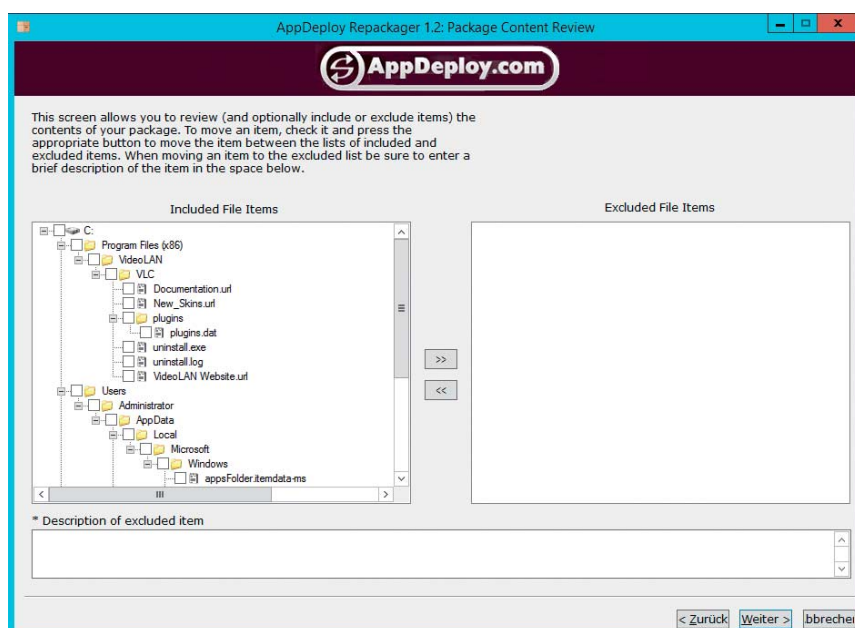 AppDeploy Repackager 1.2: Package Content Review
AppDeploy.com
This screen allows you to review (and optionally include or exclude items) the
contents of your package. To move an item, check it and press the
appropriate button to move the item between the lists of included and
excluded items. When moving an item to the excluded list be sure to enter a
brief description of the item in the space below.
Included File Items
Excluded File Items
C:
Program Files (x86)
VideoLAN
VLC
Documentation.url
New_Skins.url
plugins
plugins.dat
uninstall.exe
uninstall.log
VideoLAN Website.url
Users
Administrator
AppData
Local
Microsoft
Windows
appsFolder.itemdata-ms
>>
<<
* Description of excluded item
< Zurück
Weiter >
bbrechen